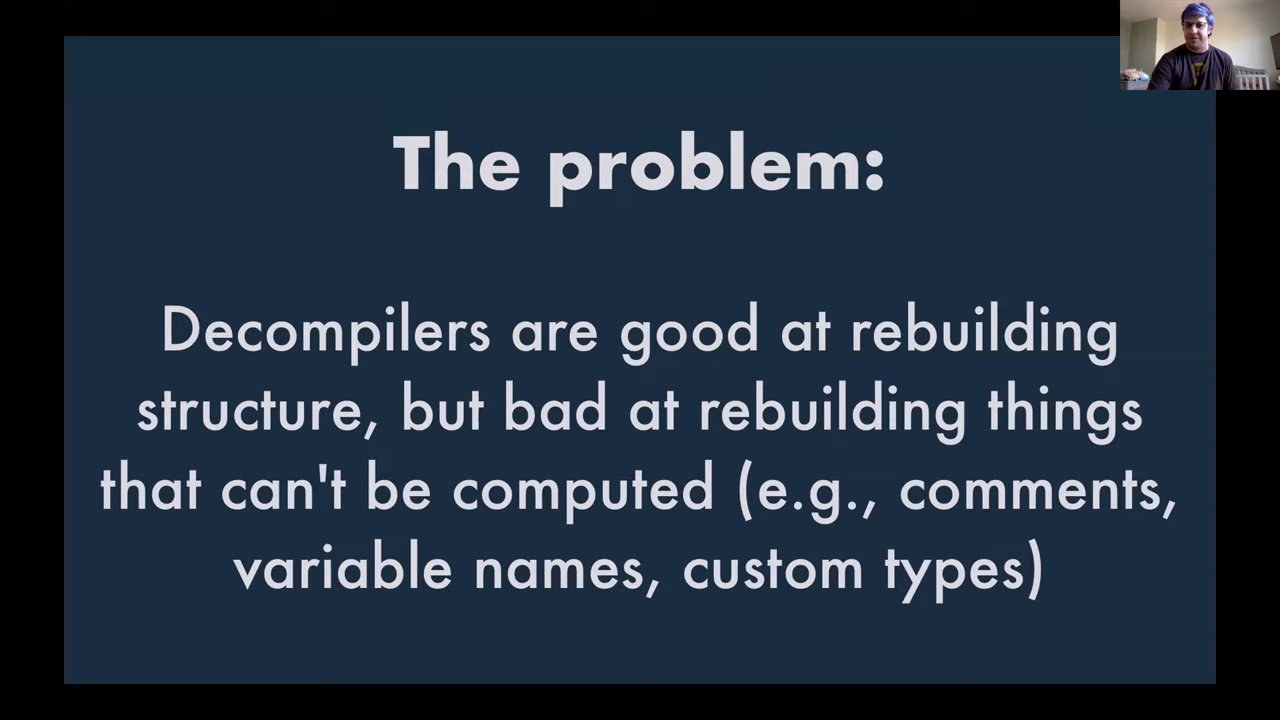 The problem:
Decompilers are good at rebuilding
structure, but bad at rebuilding things
that can't be computed (e.g., comments,
variable names, custom types)